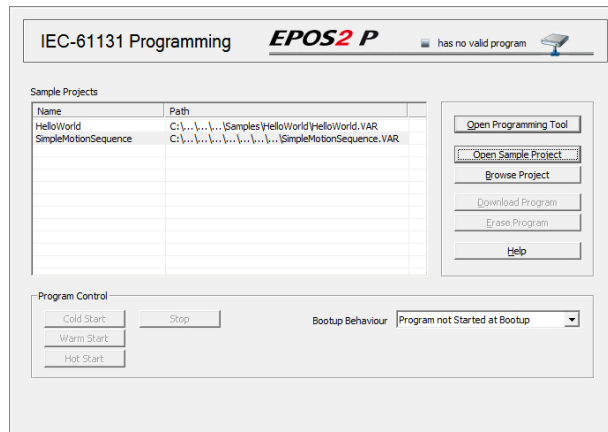 IEC-61131 Programming
EPOS2 P
has no valid program
Sample Projects
Name Path
HelloWorld C:\...\...\...\Samples\HelloWorld\HelloWorld.VAR
SimpleMotionSequence C:\...\...\...\...\...\...\SimpleMotionSequence.VAR
Open Programming Tool
Open Sample Project
Browse Project
Download Program
Erase Program
Help
Program Control
Cold Start Stop
Bootup Behaviour Program not Started at Bootup
Warm Start
Hot Start